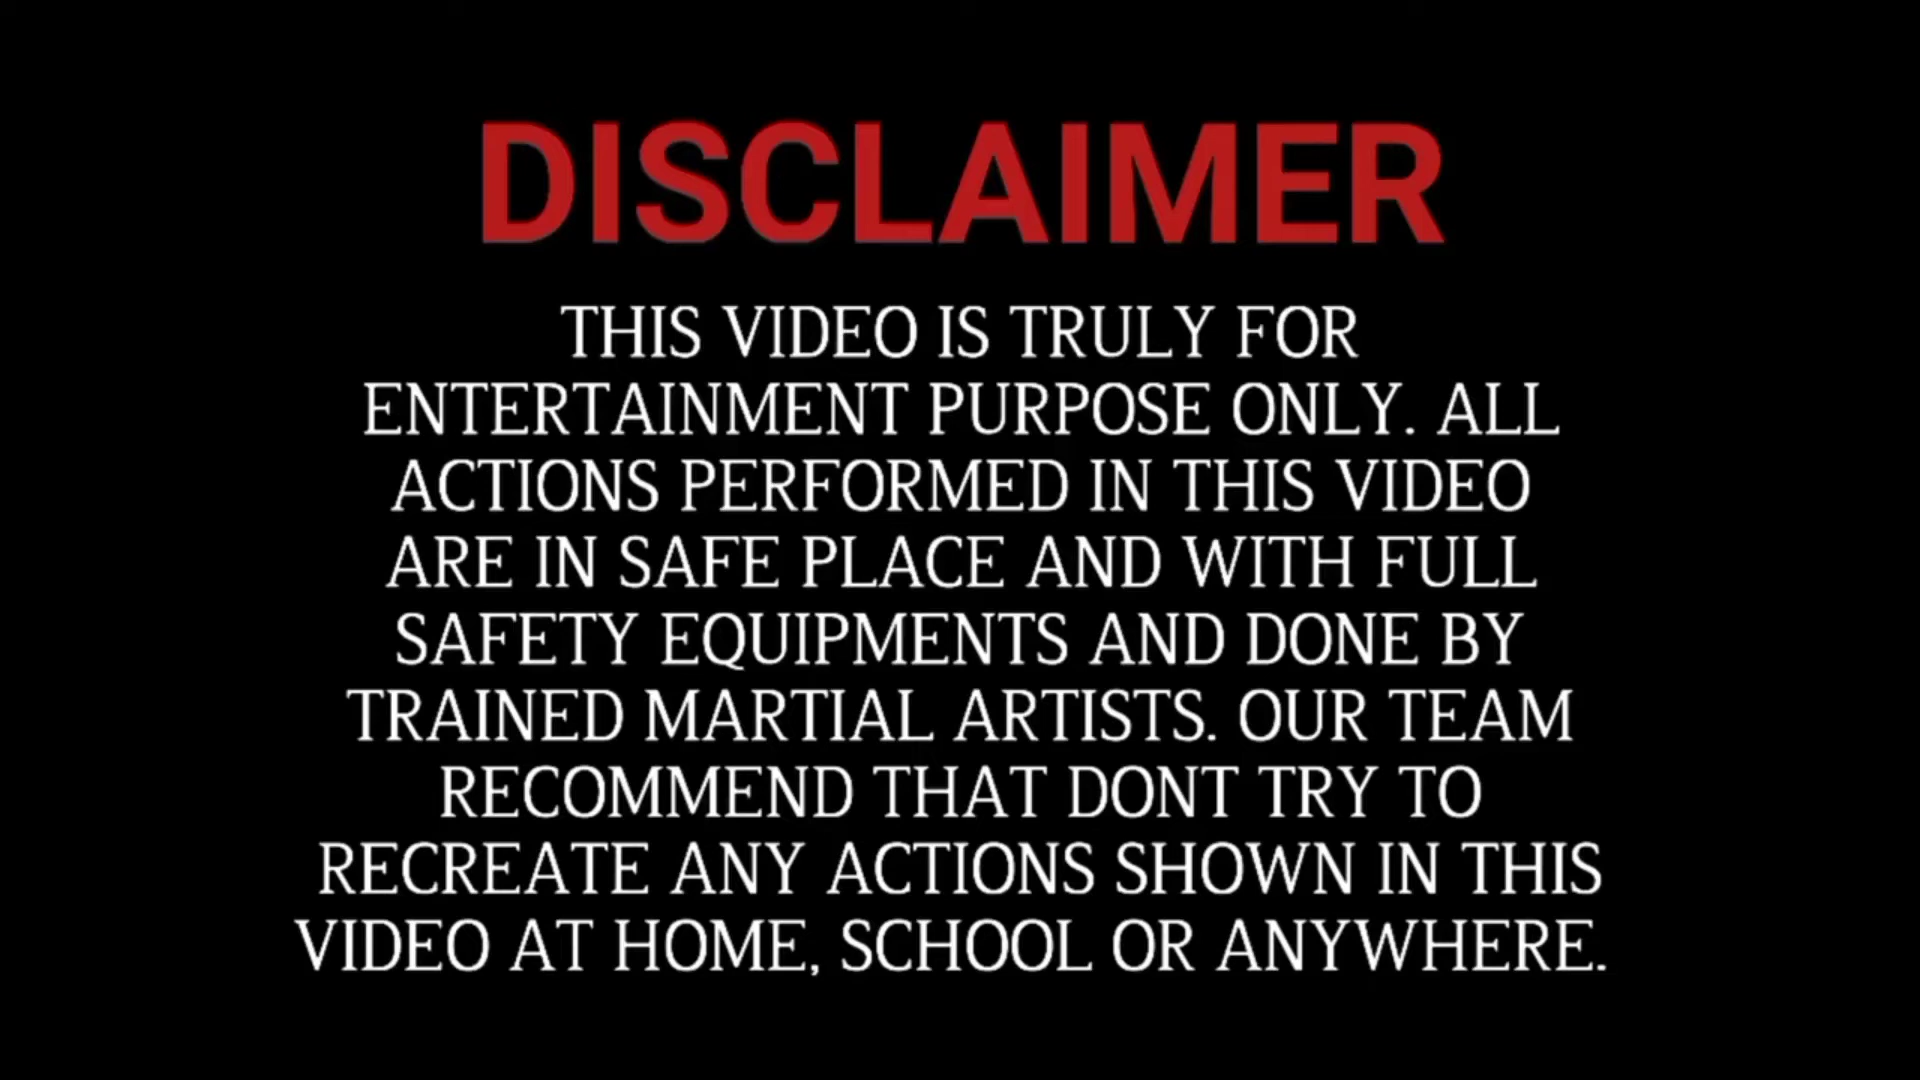 DISCLAIMER
THIS VIDEO IS TRULY FOR
ENTERTAINMENT PURPOSE ONLY. ALL
ACTIONS PERFORMED IN THIS VIDEO
ARE IN SAFE PLACE AND WITH FULL
SAFETY EQUIPMENTS AND DONE BY
TRAINED MARTIAL ARTISTS. OUR TEAM
RECOMMEND THAT DONT TRY TO
RECREATE ANY ACTIONS SHOWN IN THIS
VIDEO AT HOME, SCHOOL OR ANYWHERE.